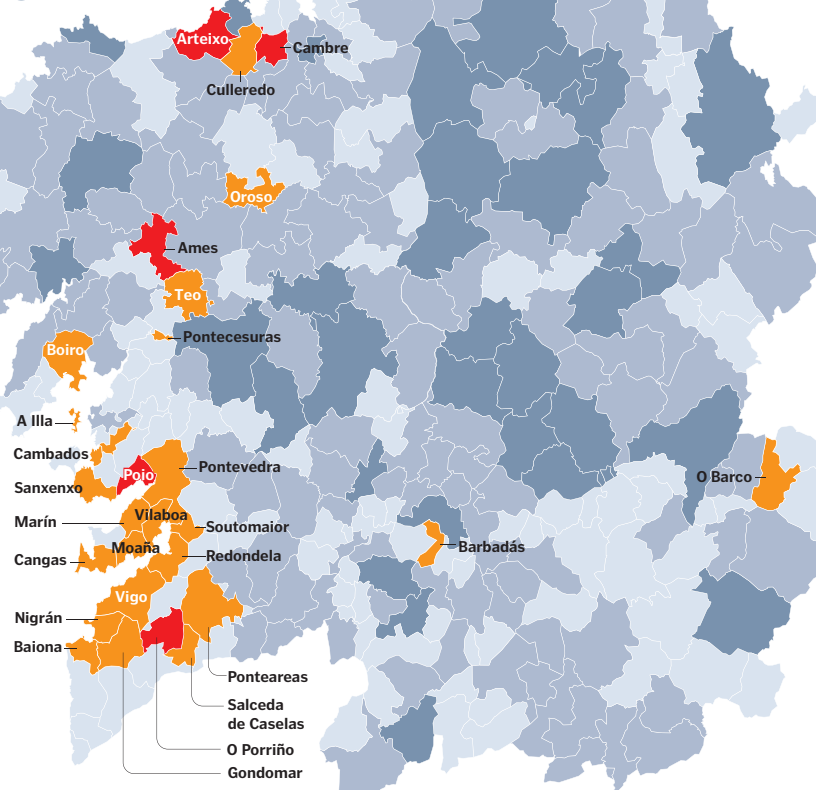 Arteixo
Cambre
Culleredo
Oroso
Ames
Teo
Pontecesuras
Boiro
A Illa
Cambados
Poio
Pontevedra
O Barco
Sanxenxo
Vilaboa
Marín
Soutomaior
Moaña
Barbadás
Redondela
Cangas
Vigo
Nigrán
Baiona
Ponteareas
Salceda
de Caselas
O Porriño
Gondomar